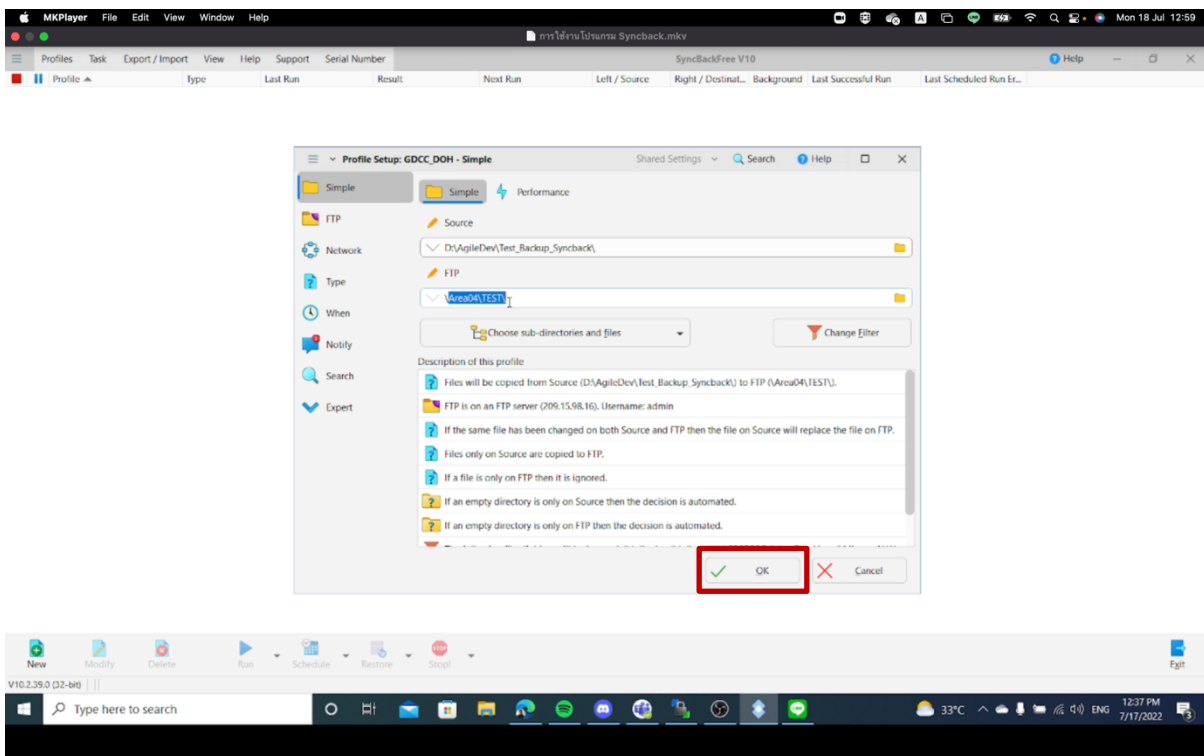 MKPlayer File Edit View Window Help
A
Mon 18 Jul 12:59
การใช้งานโปรแกรม Syncback.mkv
Profiles Task Export / Import View Help Support Serial Number
SyncBackFree V10
Help
Profile Type Last Run Result Next Run Left / Source Right / Destinat... Background Last Successful Run Last Scheduled Run Er...
Profile Setup: GDCC_DOH - Simple
Shared Settings Search Help
Simple
FTP
Network
Type
When
Notify
Search
Expert
Simple Performance
Source
D:\AgileDev\Test_Backup_Syncback\
FTP
\Area04\TEST\
Choose sub-directories and files
Change Filter
Description of this profile
Files will be copied from Source (D:\AgileDev\Test_Backup_Syncback\) to FTP (\Area04\TEST\).
FTP is on an FTP server (209.15.98.16). Username: admin
If the same file has been changed on both Source and FTP then the file on Source will replace the file on FTP.
Files only on Source are copied to FTP.
If a file is only on FTP then it is ignored.
If an empty directory is only on Source then the decision is automated.
If an empty directory is only on FTP then the decision is automated.
OK
Cancel
New Modify Delete Run Schedule Restore Stop! Exit
V10.2.39.0 (32-bit)
Type here to search
33°C
ENG
12:37 PM
7/17/2022
3